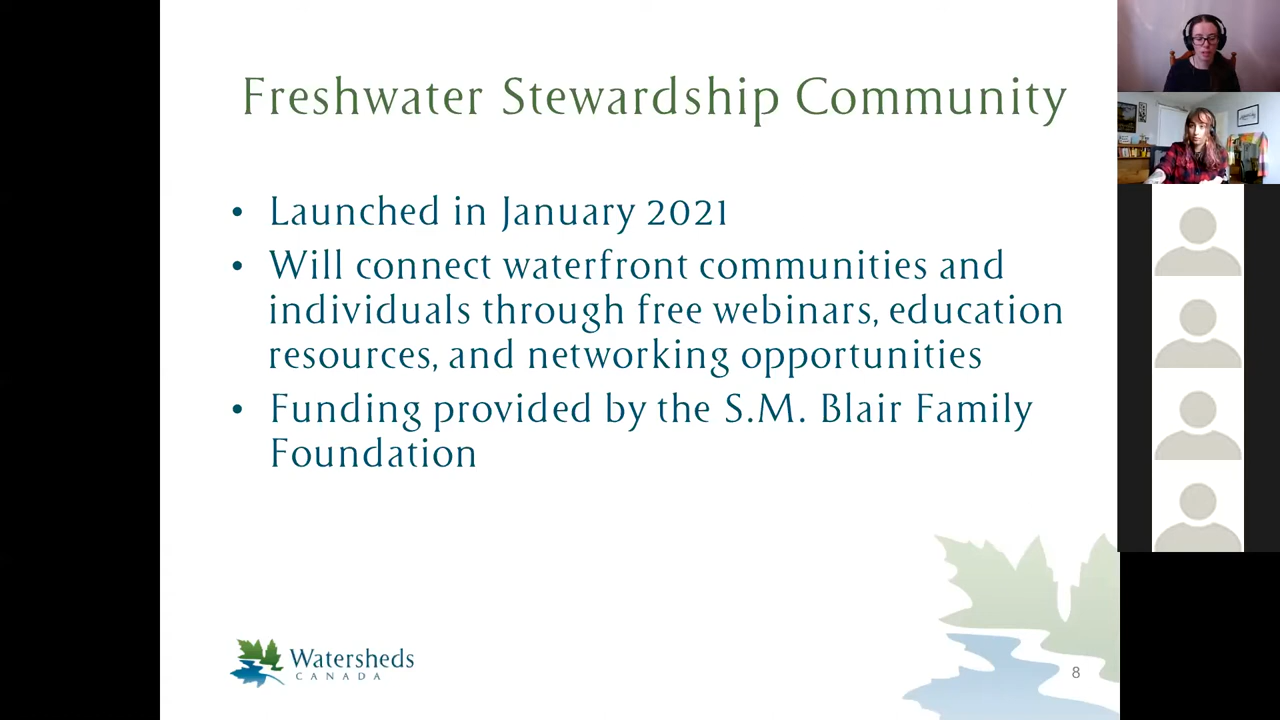 Freshwater Stewardship Community
• Launched in January 2021
• Will connect waterfront communities and
individuals through free webinars, education
resources, and networking opportunities
• Funding provided by the S.M. Blair Family
Foundation
Watersheds
CANADA
8